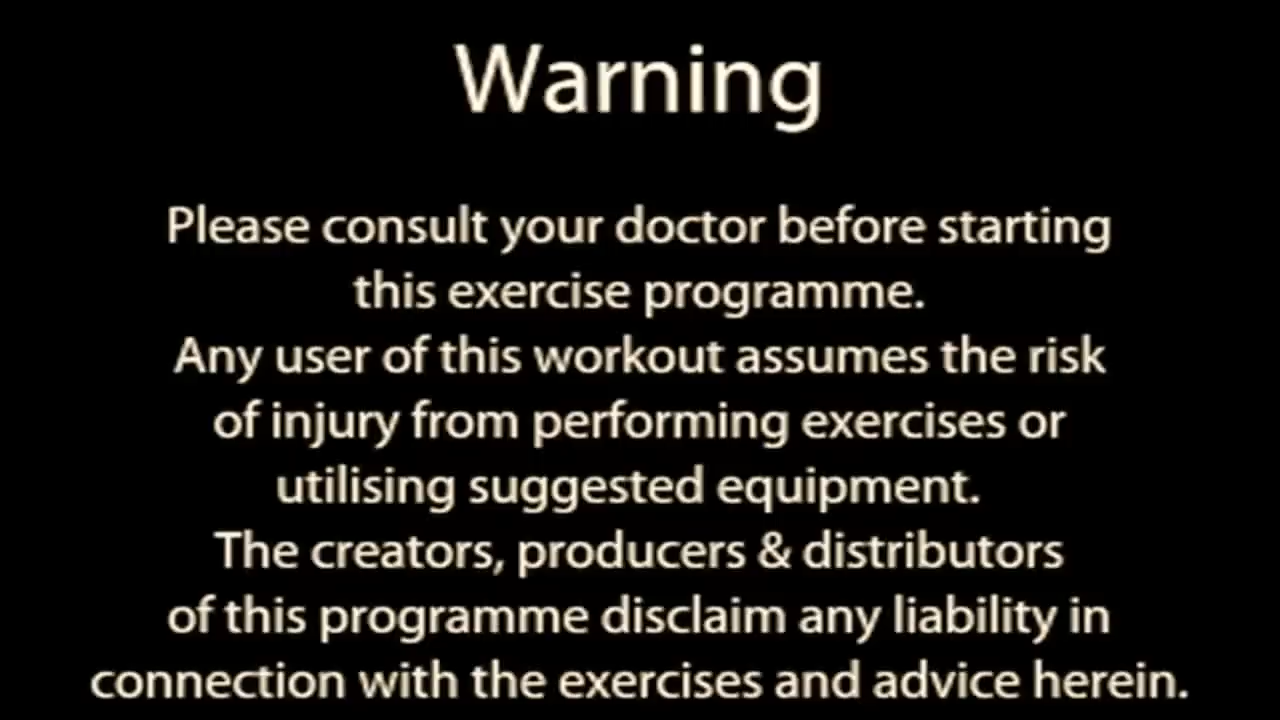 Warning
Please consult your doctor before starting
this exercise programme.
Any user of this workout assumes the risk
of injury from performing exercises or
utilising suggested equipment.
The creators, producers & distributors
of this programme disclaim any liability in
connection with the exercises and advice herein.